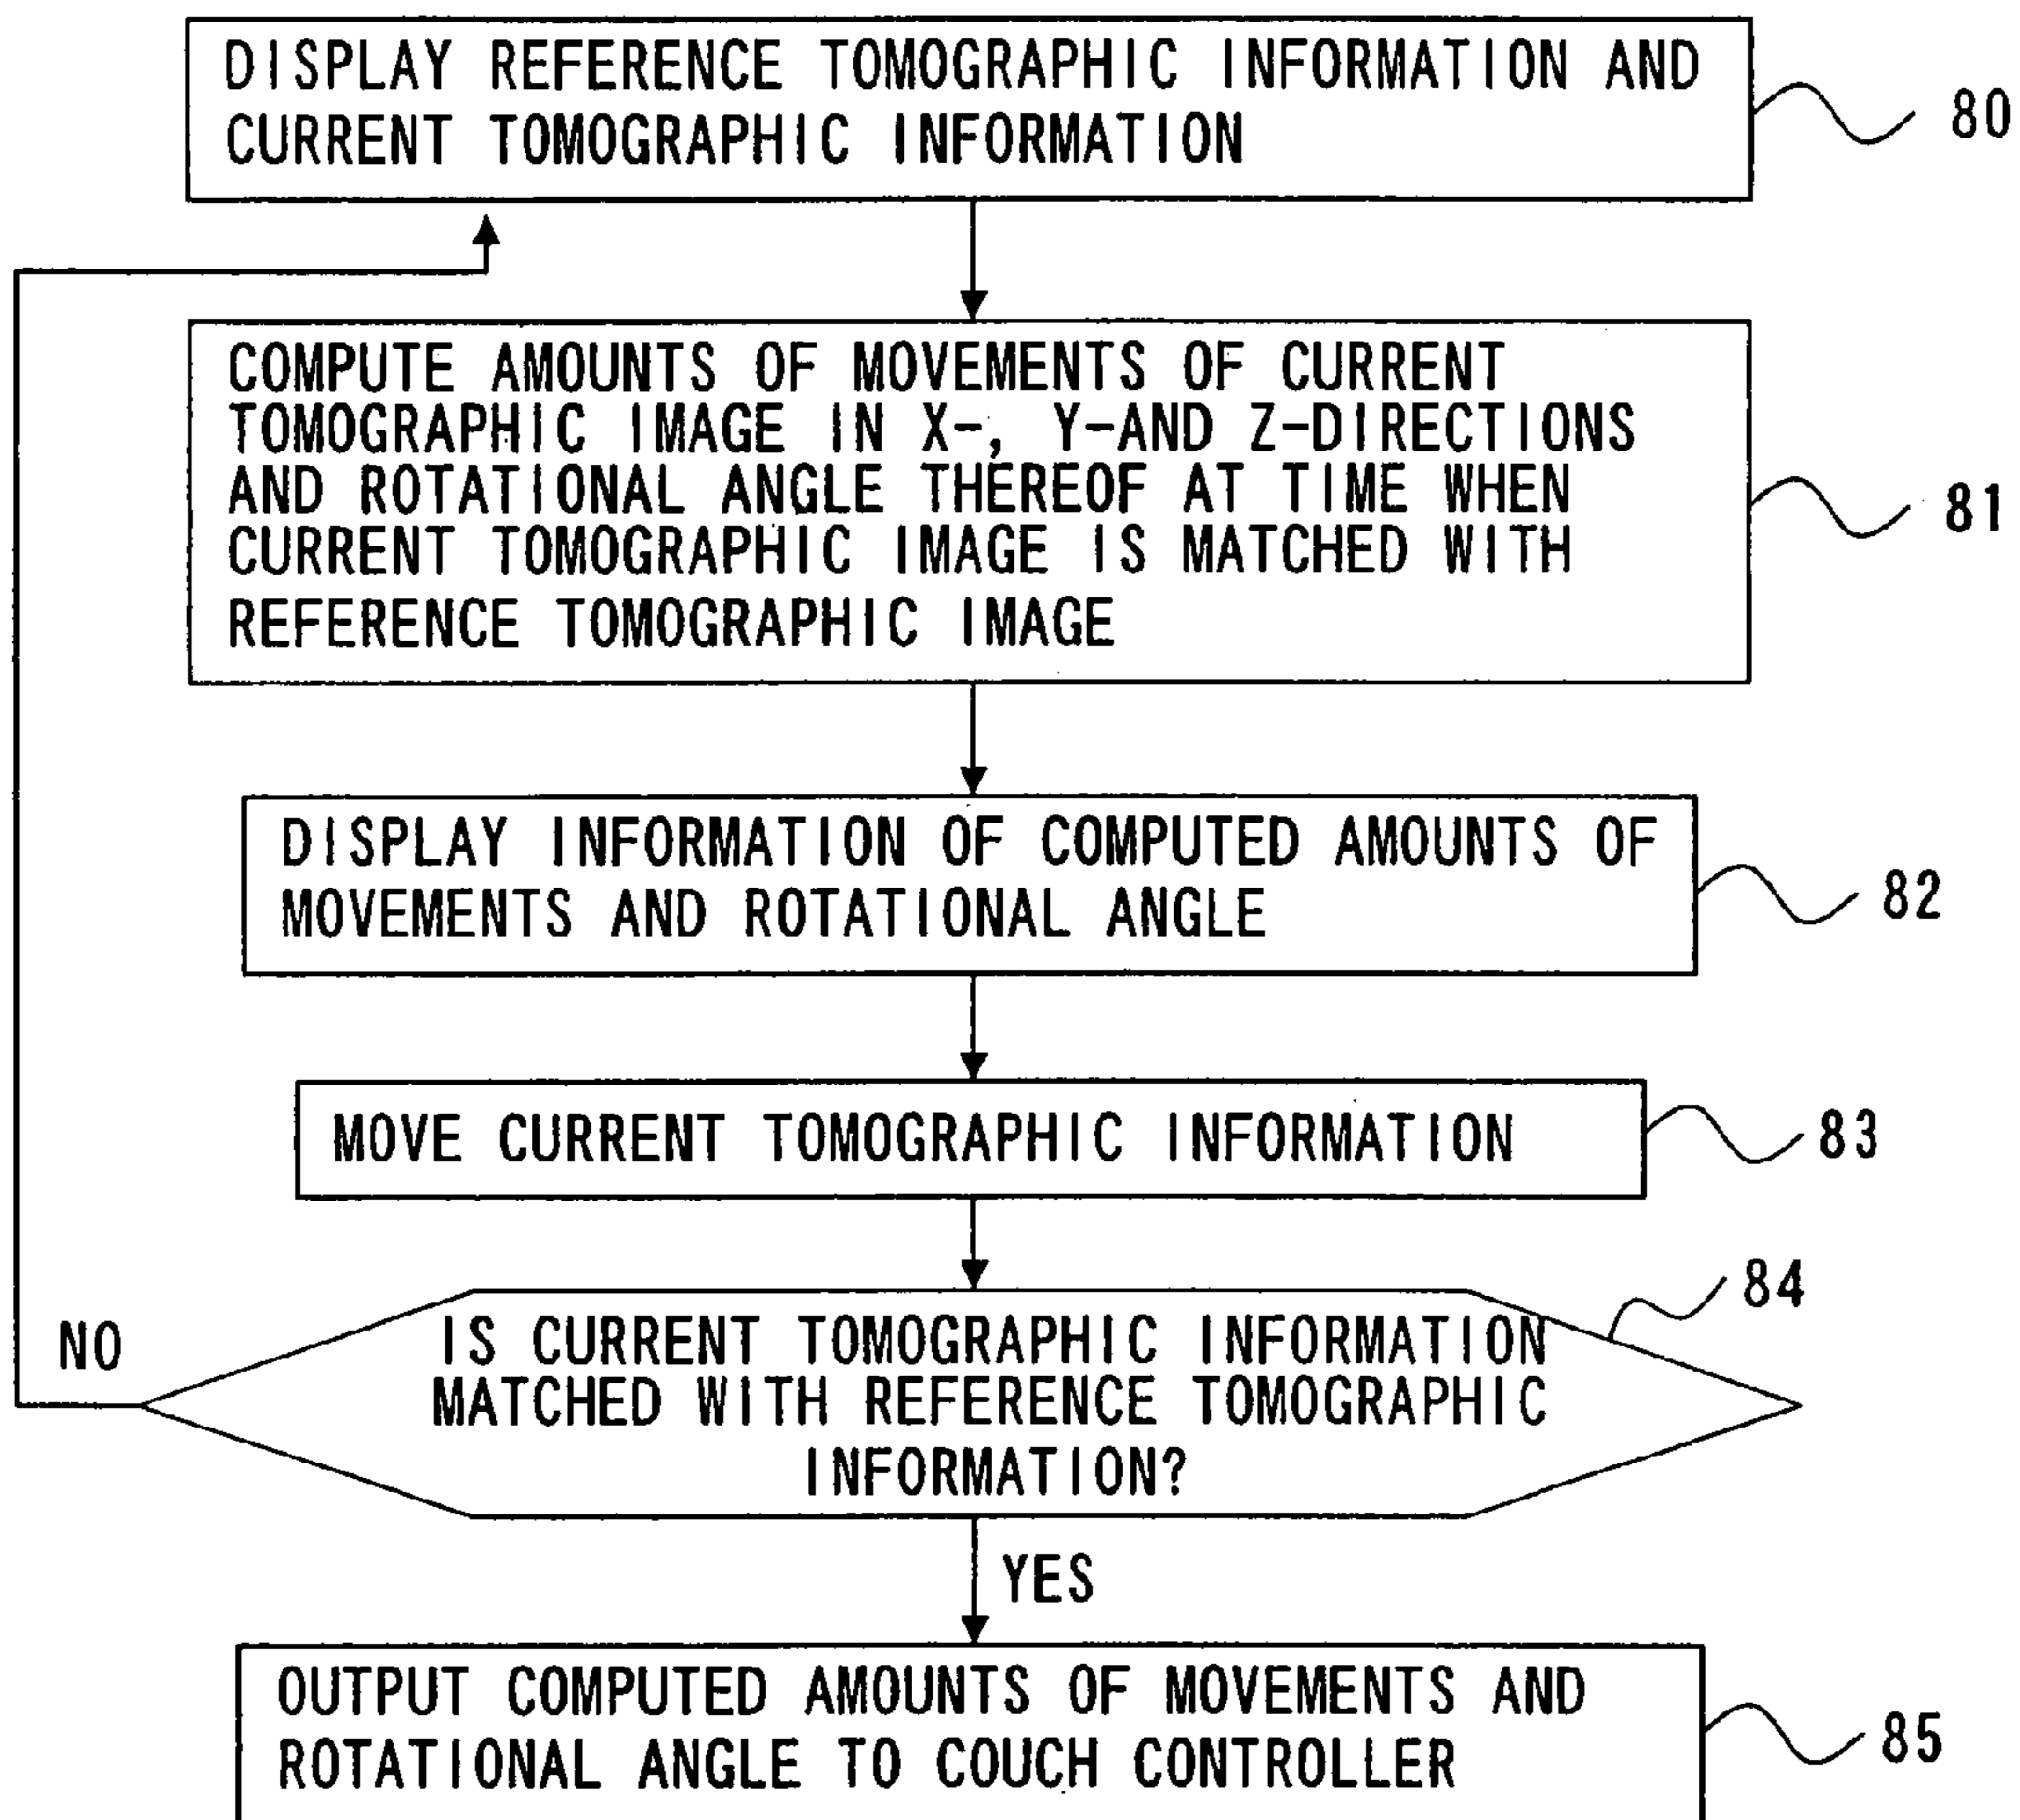 DISPLAY REFERENCE TOMOGRAPHIC INFORMATION AND
CURRENT TOMOGRAPHIC INFORMATION
80
COMPUTE AMOUNTS OF MOVEMENTS OF CURRENT
TOMOGRAPHIC IMAGE IN X-, Y-AND Z-DIRECTIONS
AND ROTATIONAL ANGLE THEREOF AT TIME WHEN
CURRENT TOMOGRAPHIC IMAGE IS MATCHED WITH
REFERENCE TOMOGRAPHIC IMAGE
81
DISPLAY INFORMATION OF COMPUTED AMOUNTS OF
MOVEMENTS AND ROTATIONAL ANGLE
82
MOVE CURRENT TOMOGRAPHIC INFORMATION
83
84
NO
IS CURRENT TOMOGRAPHIC INFORMATION
MATCHED WITH REFERENCE TOMOGRAPHIC
INFORMATION?
YES
OUTPUT COMPUTED AMOUNTS OF MOVEMENTS AND
ROTATIONAL ANGLE TO COUCH CONTROLLER
85